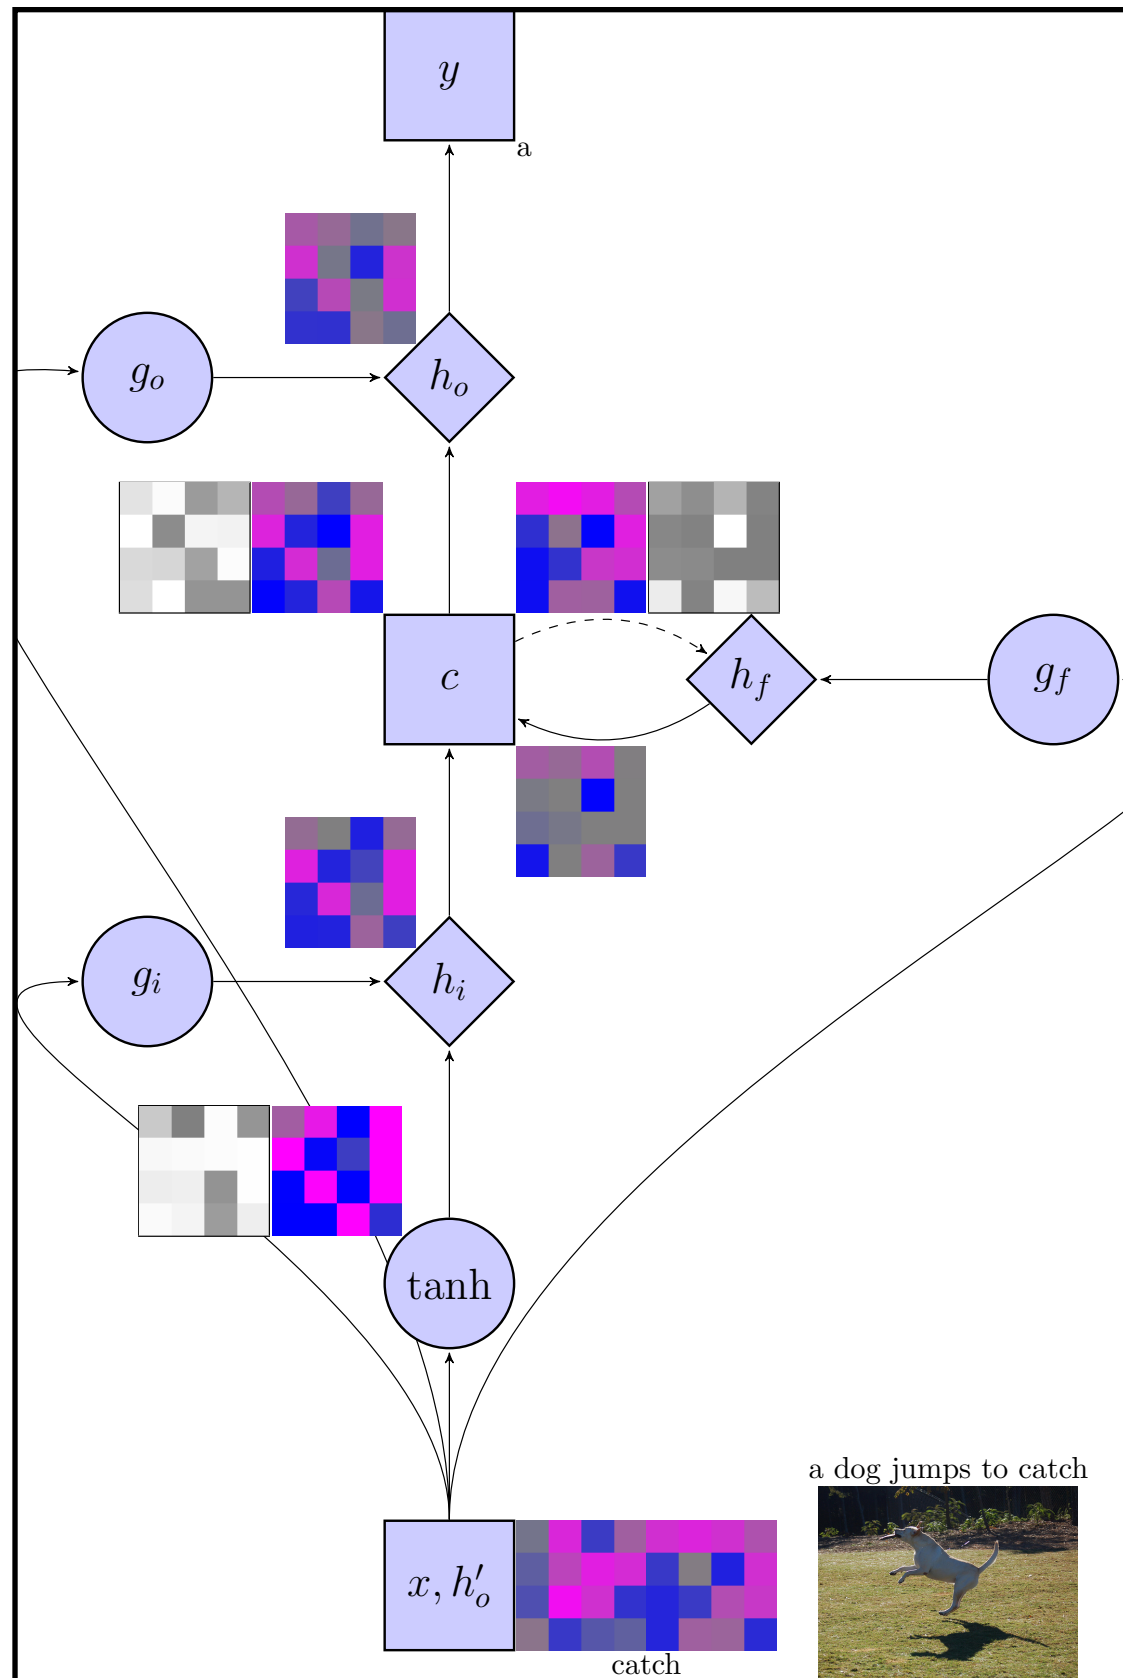 y
a
g_o
h_o
c
h_f
g_f
g_i
h_i
tanh
a dog jumps to catch
x, h'_o
catch